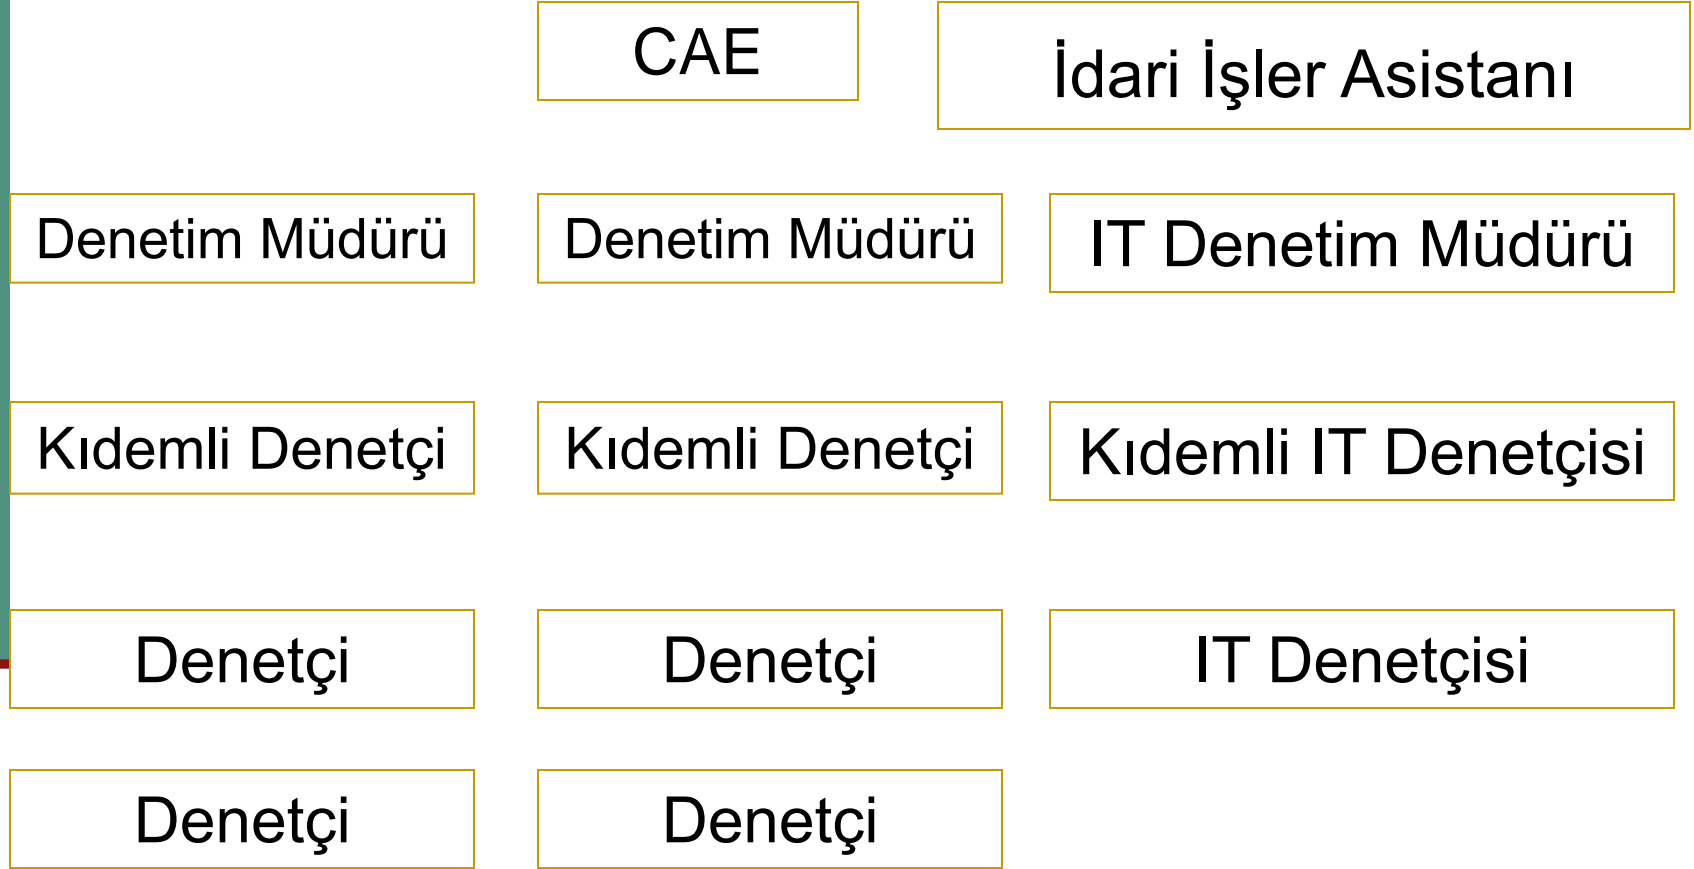 CAE
İdari İşler Asistanı
Denetim Müdürü
Denetim Müdürü
IT Denetim Müdürü
Kıdemli Denetçi
Kıdemli Denetçi
Kıdemli IT Denetçisi
Denetçi
Denetçi
IT Denetçisi
Denetçi
Denetçi